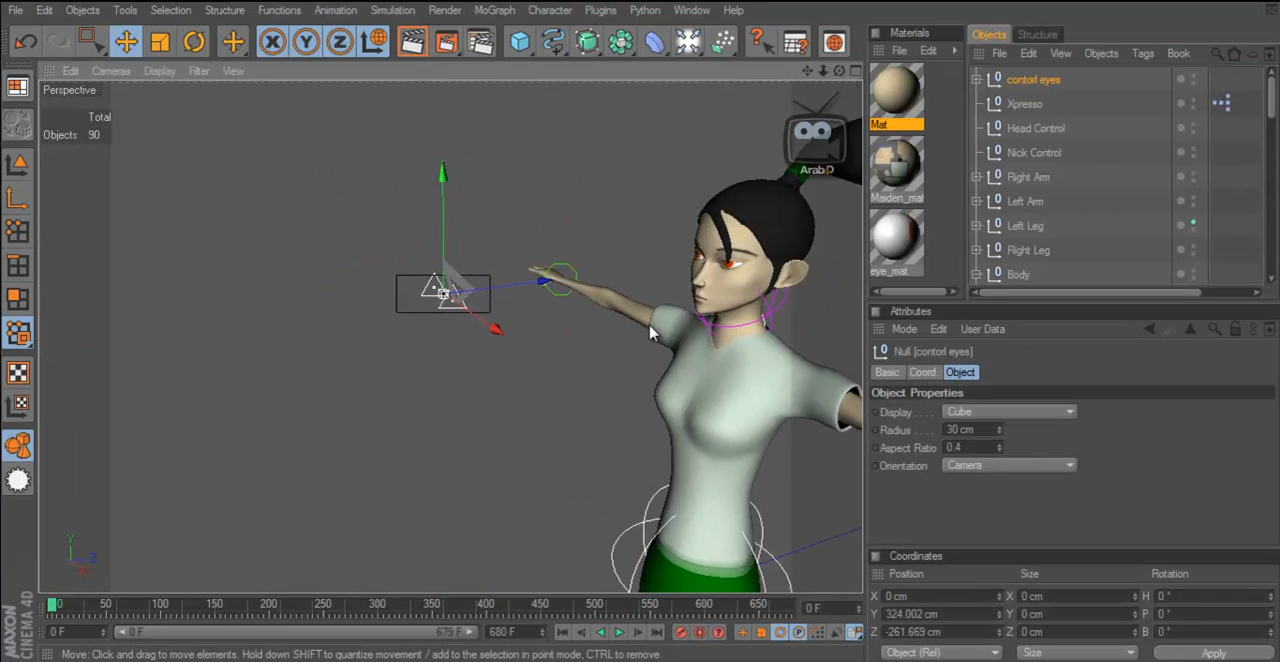 File Edit Objects Tools Selection Structure Functions Animation Simulation Render MoGraph Character Plugins Python Window Help
Edit Cameras Display Filter View
Perspective
Total
Objects 90
Arab3D
Materials
File Edit
Mat
Maiden_mat
eye_mat
Objects Structure
File Edit View Objects Tags Book
contorl eyes
Xpresso
Head Control
Nick Control
Right Arm
Left Arm
Left Leg
Right Leg
Body
Attributes
Mode Edit User Data
Null [contorl eyes]
Basic Coord Object
Object Properties
Display Cube
Radius 30 cm
Aspect Ratio 0.4
Orientation Camera
Coordinates
Position Size Rotation
X 0 cm X 0 cm H 0 °
Y 324.002 cm Y 0 cm P 0 °
Z -261.669 cm Z 0 cm B 0 °
Object (Rel) Size Apply
0 50 100 150 200 250 300 350 400 450 500 550 600 650 0 F
0 F 0 F 679 F 680 F
MAXON CINEMA 4D
Move: Click and drag to move elements. Hold down SHIFT to quantize movement / add to the selection in point mode, CTRL to remove.